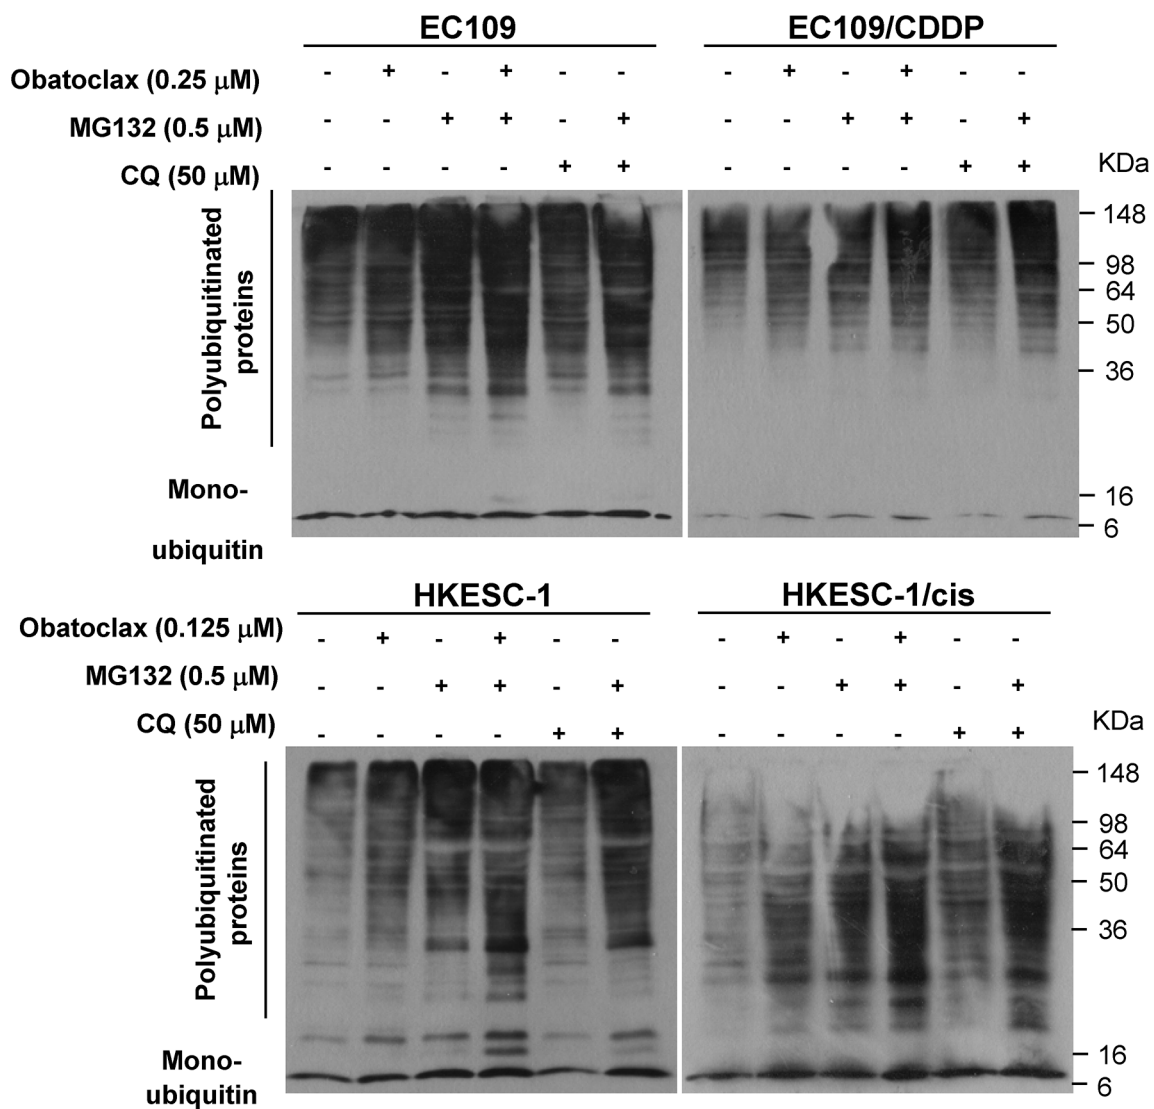 EC109 EC109/CDDP
Obatoclax (0.25 μM) - + - + - - - + - + - -
MG132 (0.5 μM) - - + + - + - - + + - +
CQ (50 μM) - - - - + + - - - - + + KDa
Polyubiquitinated
proteins
148
98
64
50
36
Mono-
ubiquitin
16
6
HKESC-1 HKESC-1/cis
Obatoclax (0.125 μM) - + - + - - - + - + - -
MG132 (0.5 μM) - - + + - + - - + + - +
CQ (50 μM) - - - - + + - - - - + + KDa
Polyubiquitinated
proteins
148
98
64
50
36
Mono-
ubiquitin
16
6